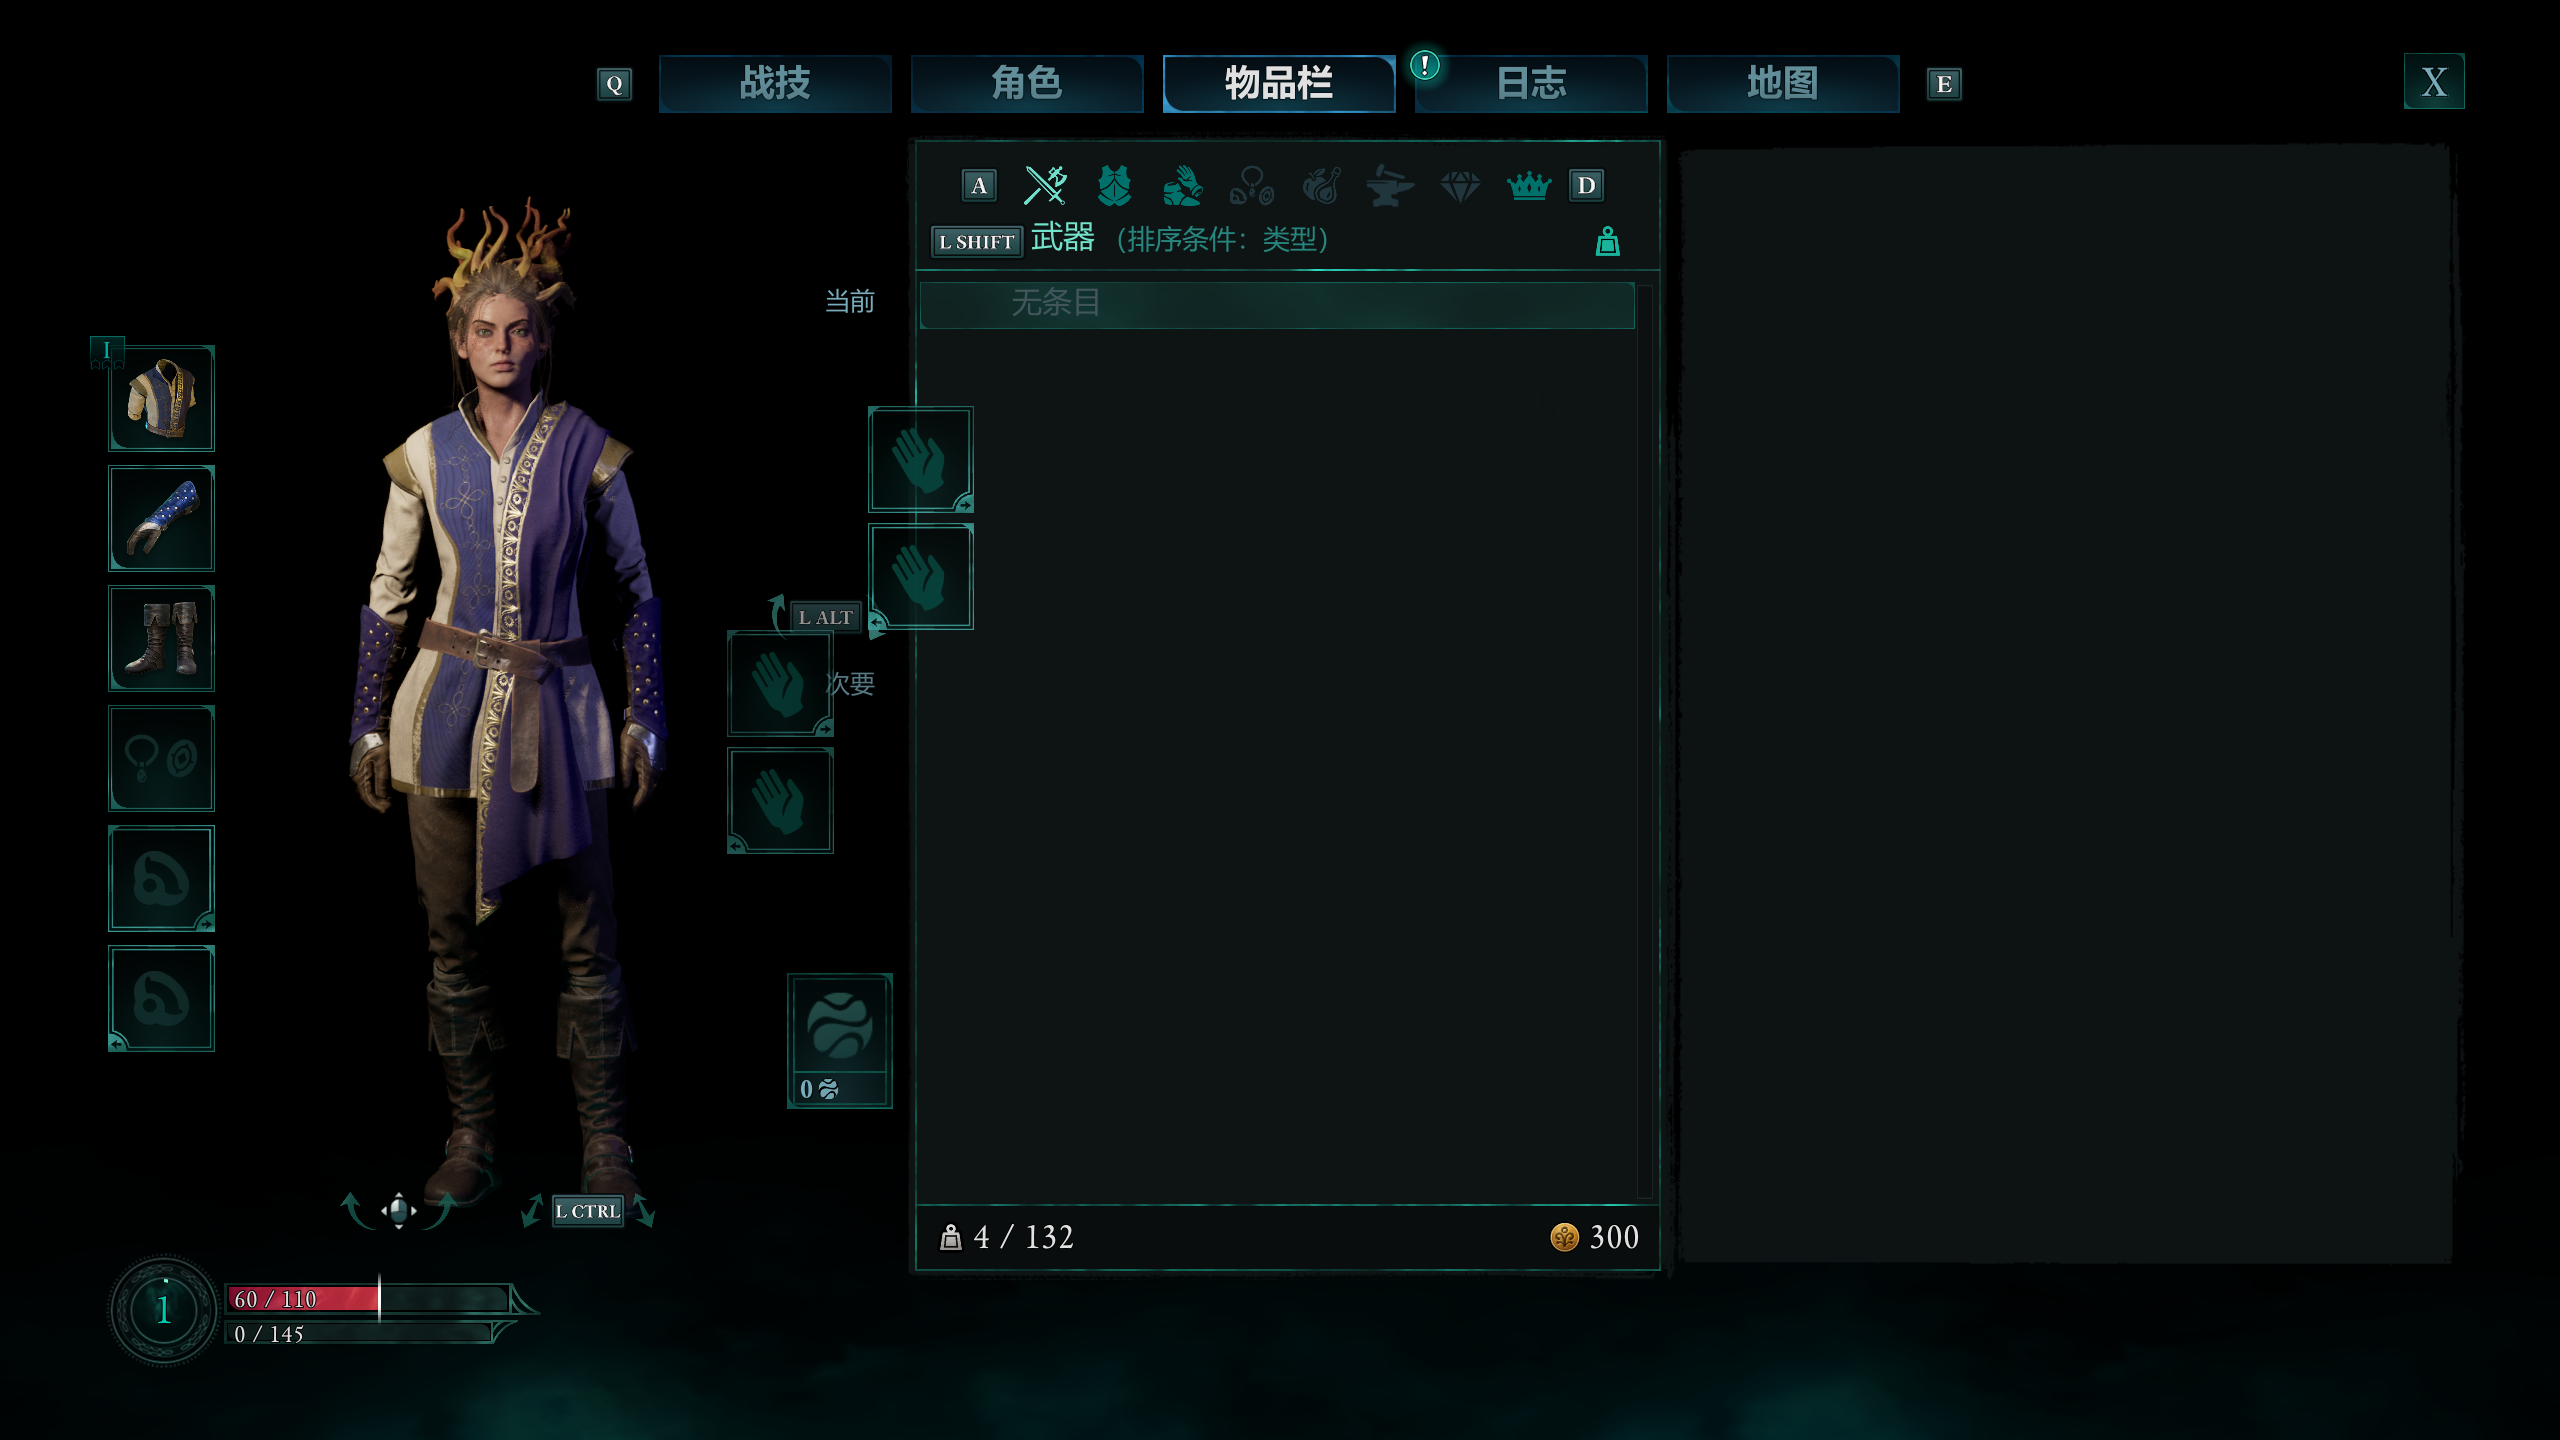 Q 战技 角色 物品栏 ! 日志 地图 E X
A D
L SHIFT 武器 (排序条件：类型)
当前
无条目
I
L ALT
次要
0
L CTRL
4 / 132
300
1
60 / 110
0 / 145